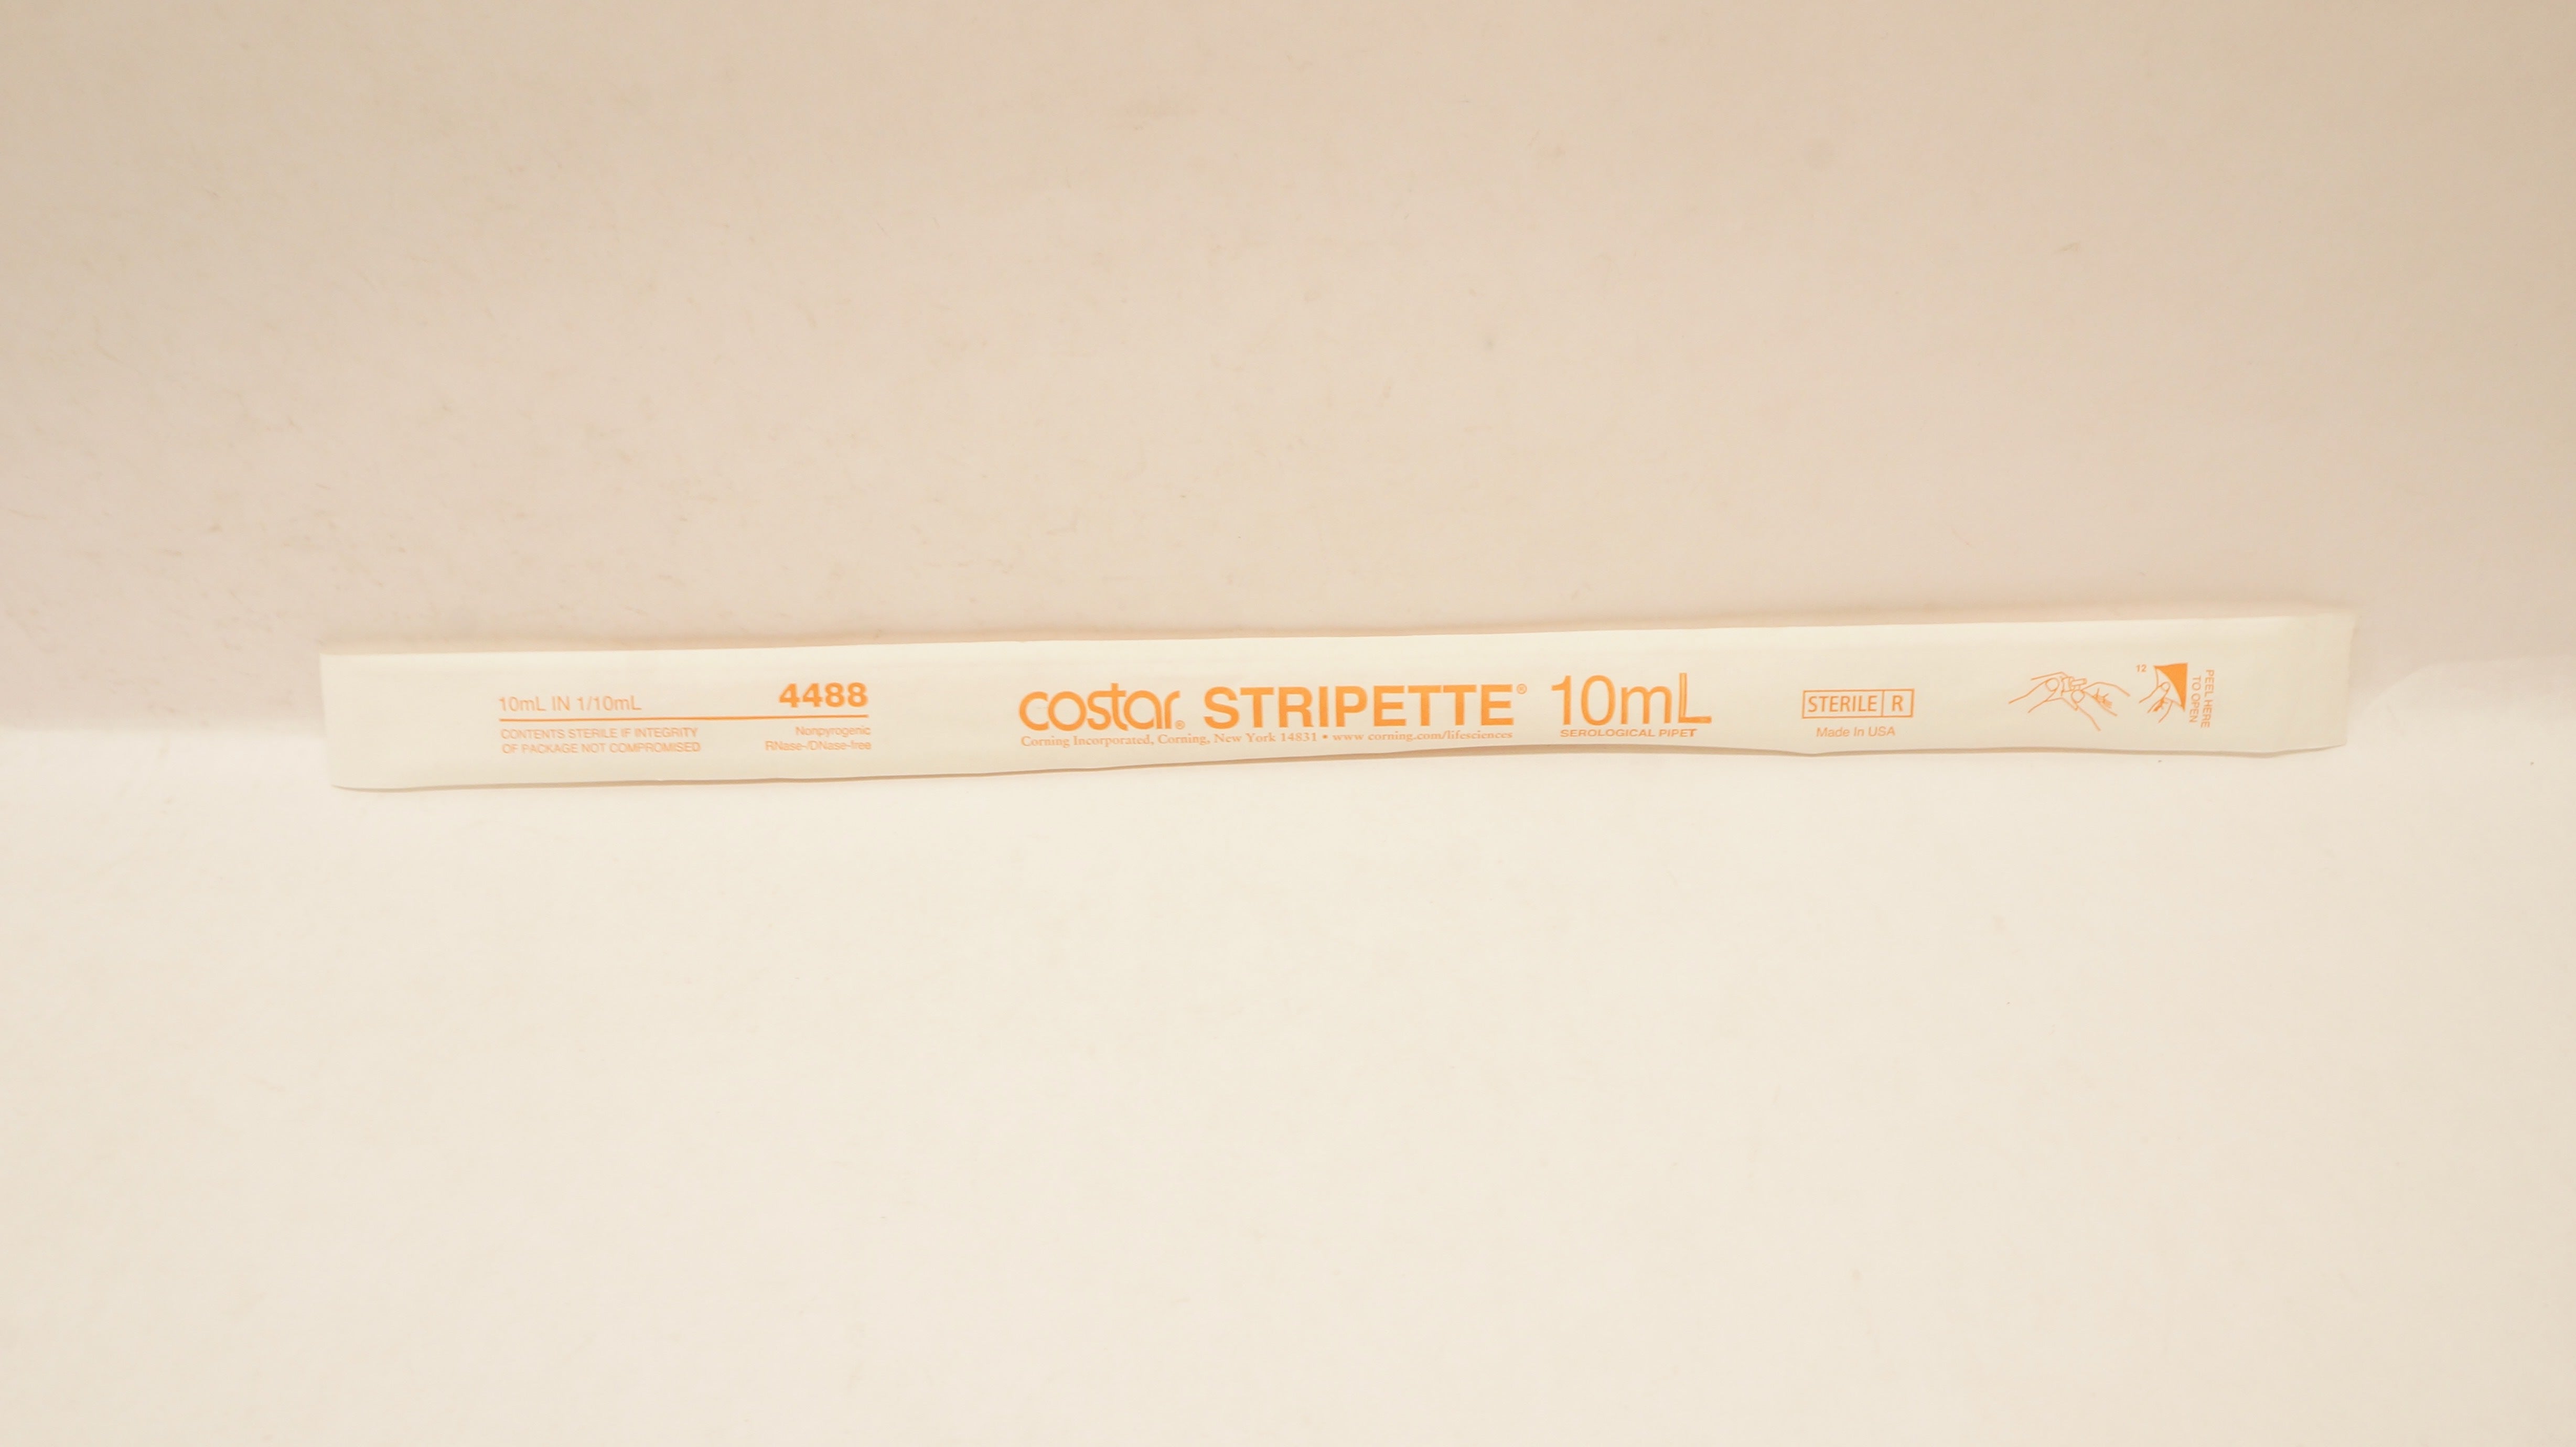 10mL IN 1/10mL
4488
CONTENTS STERILE IF INTEGRITY
OF PACKAGE NOT COMPROMISED
Nonpyrogenic
RNase-/DNase-free
costar® STRIPETTE® 10mL
Corning Incorporated, Corning, New York 14831 • www corning.com/lifesciences
SEROLOGICAL PIPET
STERILE R
Made In USA
12
PEEL HERE
TO OPEN